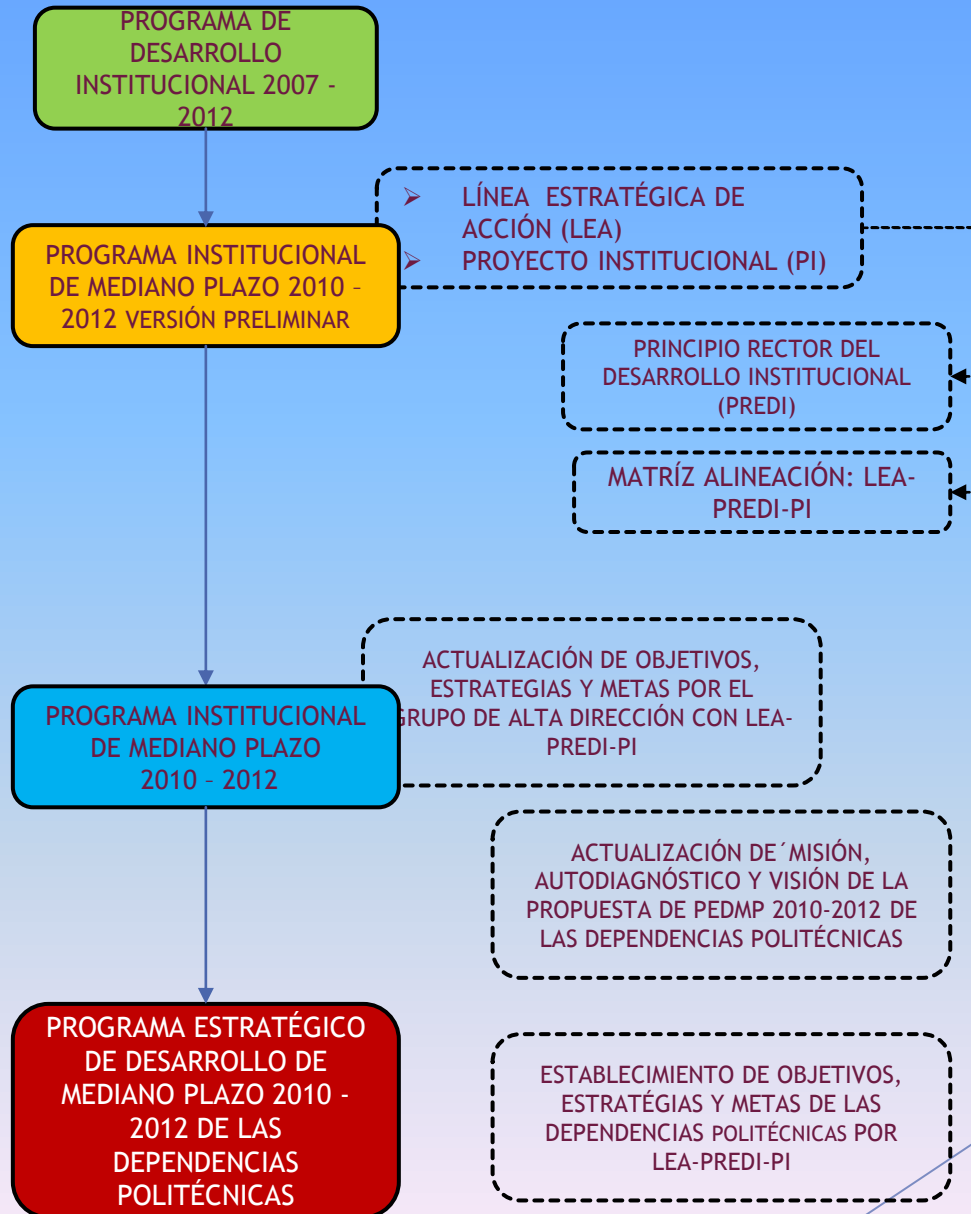 PROGRAMA DE
DESARROLLO
INSTITUCIONAL 2007 -
2012
➢ LÍNEA ESTRATÉGICA DE
ACCIÓN (LEA)
➢ PROYECTO INSTITUCIONAL (PI)
PROGRAMA INSTITUCIONAL
DE MEDIANO PLAZO 2010 –
2012 VERSIÓN PRELIMINAR
PRINCIPIO RECTOR DEL
DESARROLLO INSTITUCIONAL
(PREDI)
MATRÍZ ALINEACIÓN: LEA-
PREDI-PI
ACTUALIZACIÓN DE OBJETIVOS,
ESTRATEGIAS Y METAS POR EL
GRUPO DE ALTA DIRECCIÓN CON LEA-
PREDI-PI
PROGRAMA INSTITUCIONAL
DE MEDIANO PLAZO
2010 – 2012
ACTUALIZACIÓN DE´MISIÓN,
AUTODIAGNÓSTICO Y VISIÓN DE LA
PROPUESTA DE PEDMP 2010-2012 DE
LAS DEPENDENCIAS POLITÉCNICAS
PROGRAMA ESTRATÉGICO
DE DESARROLLO DE
MEDIANO PLAZO 2010 -
2012 DE LAS
DEPENDENCIAS
POLITÉCNICAS
ESTABLECIMIENTO DE OBJETIVOS,
ESTRATÉGIAS Y METAS DE LAS
DEPENDENCIAS POLITÉCNICAS POR
LEA-PREDI-PI